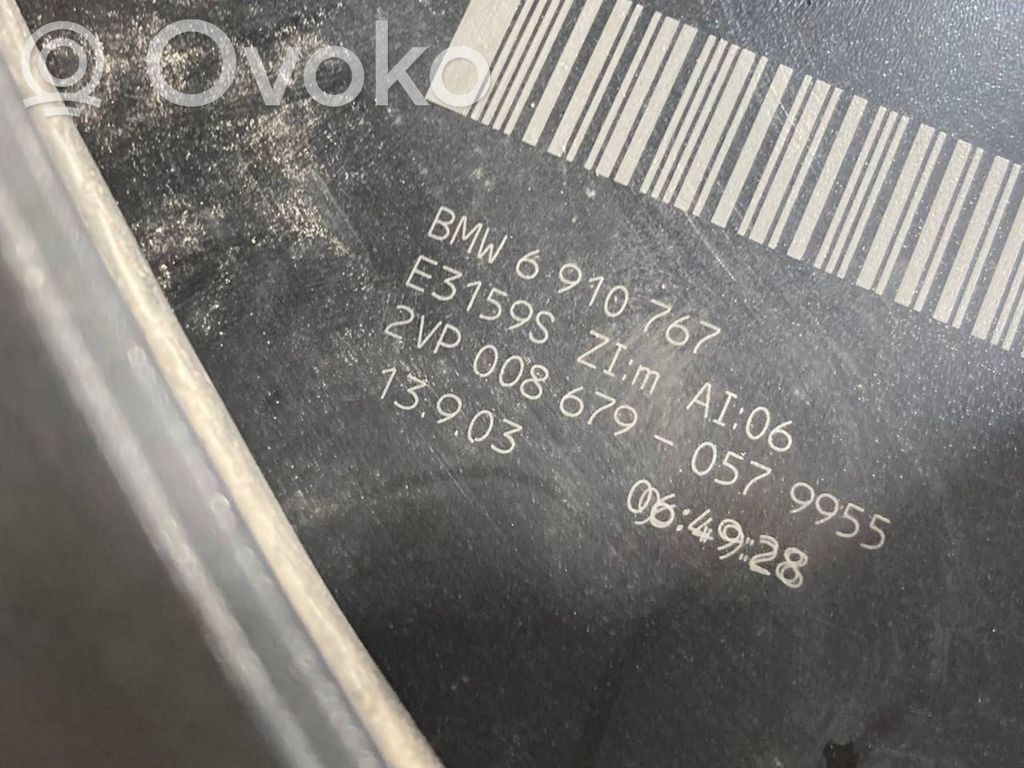 Ovoko
BMW 6 910 767
E3159S ZI:m AI:06
2VP 008 679 - 057 9955
13.9.03 06:49:28